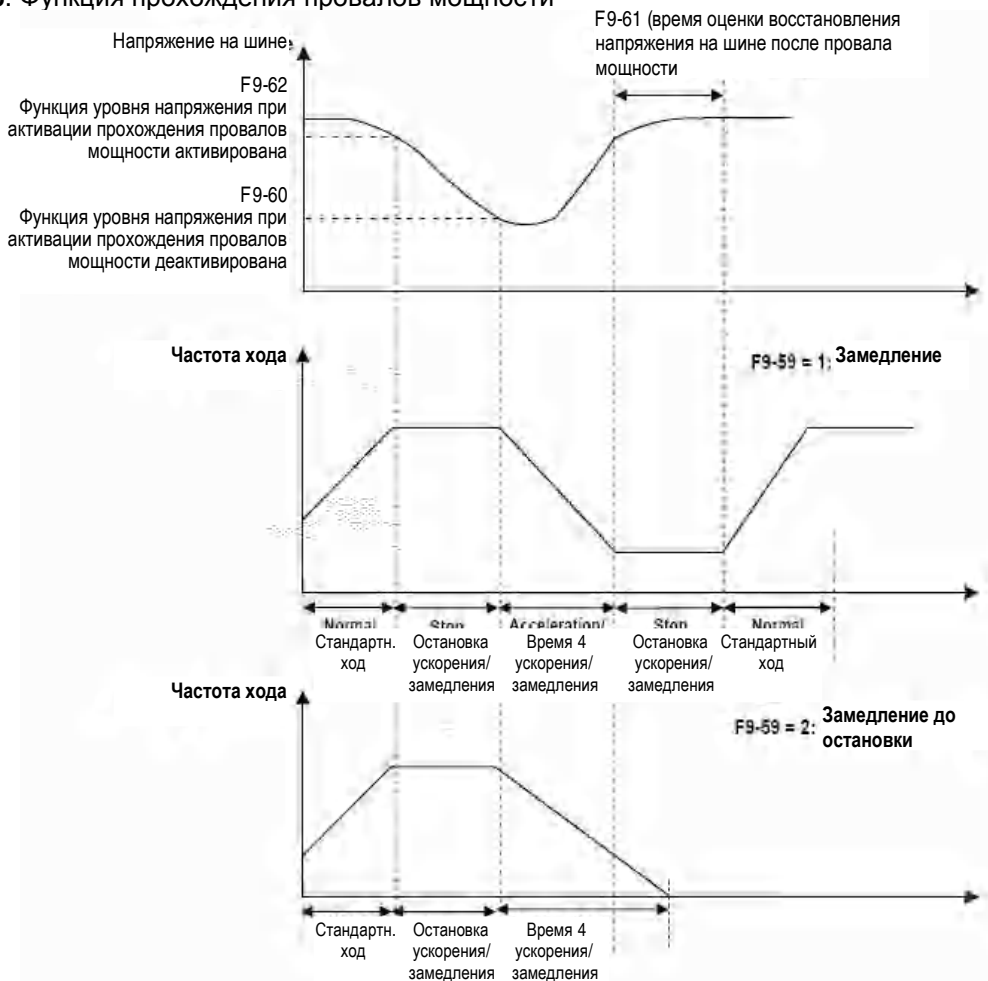 . Функция прохождения провалов мощности
F9-61 (время оценки восстановления
напряжения на шине после провала
мощности
Напряжение на шине
F9-62
Функция уровня напряжения при
активации прохождения провалов
мощности активирована
F9-60
Функция уровня напряжения при
активации прохождения провалов
мощности деактивирована
Частота хода
F9-59 = 1: Замедление
Normal Stop Acceleration/ Stop Normal
Стандартн. Остановка Время 4 Остановка Стандартный
ход ускорения/ ускорения/ ускорения/ ход
замедления замедления замедления
Частота хода
F9-59 = 2: Замедление до
остановки
Стандартн. Остановка Время 4
ход ускорения/ ускорения/
замедления замедления